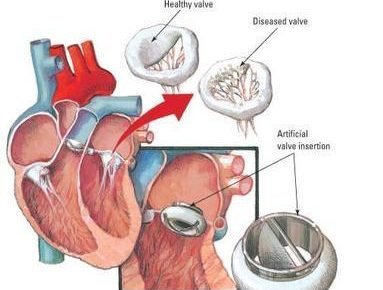 Healthy valve
Diseased valve
Artificial
valve insertion